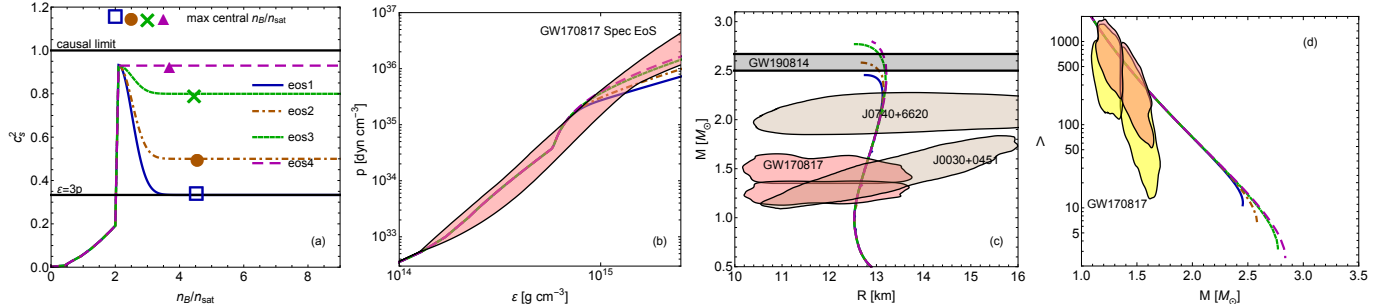 max central n_B/n_sat
causal limit
eos1
eos2
eos3
eos4
ε=3p
(a)
1.0
0.8
0.6
0.4
0.2
0.0
0 2 4 6 8
c_s^2
n_B/n_sat
GW170817 Spec EoS
(b)
10^37
10^36
10^35
10^34
10^33
10^14 10^15
p [dyn cm^-3]
ε [g cm^-3]
GW190814
J0740+6620
J0030+0451
GW170817
(c)
3.0
2.5
2.0
1.5
1.0
0.5
10 11 12 13 14 15 16
M [M_⊙]
R [km]
(d)
GW170817
1000
500
100
50
10
5
1.0 1.5 2.0 2.5 3.0 3.5
Λ
M [M_⊙]